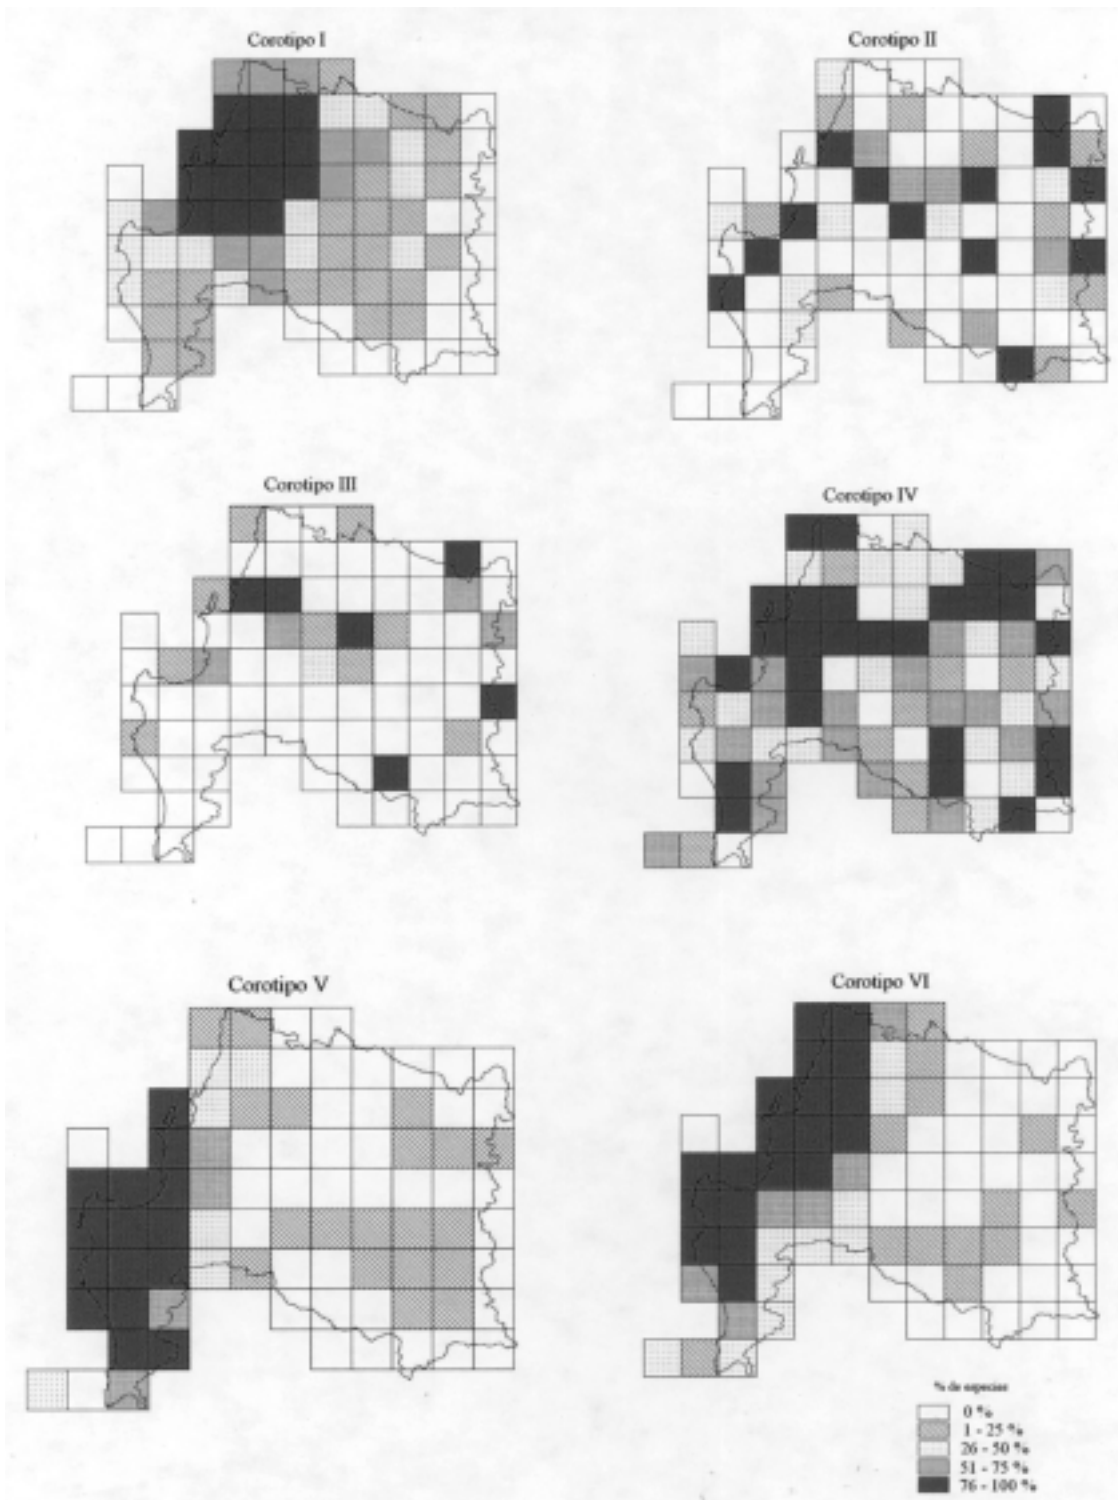 Corotipo I
Corotipo II
Corotipo III
Corotipo IV
Corotipo V
Corotipo VI
% de especies
0 %
1 - 25 %
26 - 50 %
51 - 75 %
76 - 100 %